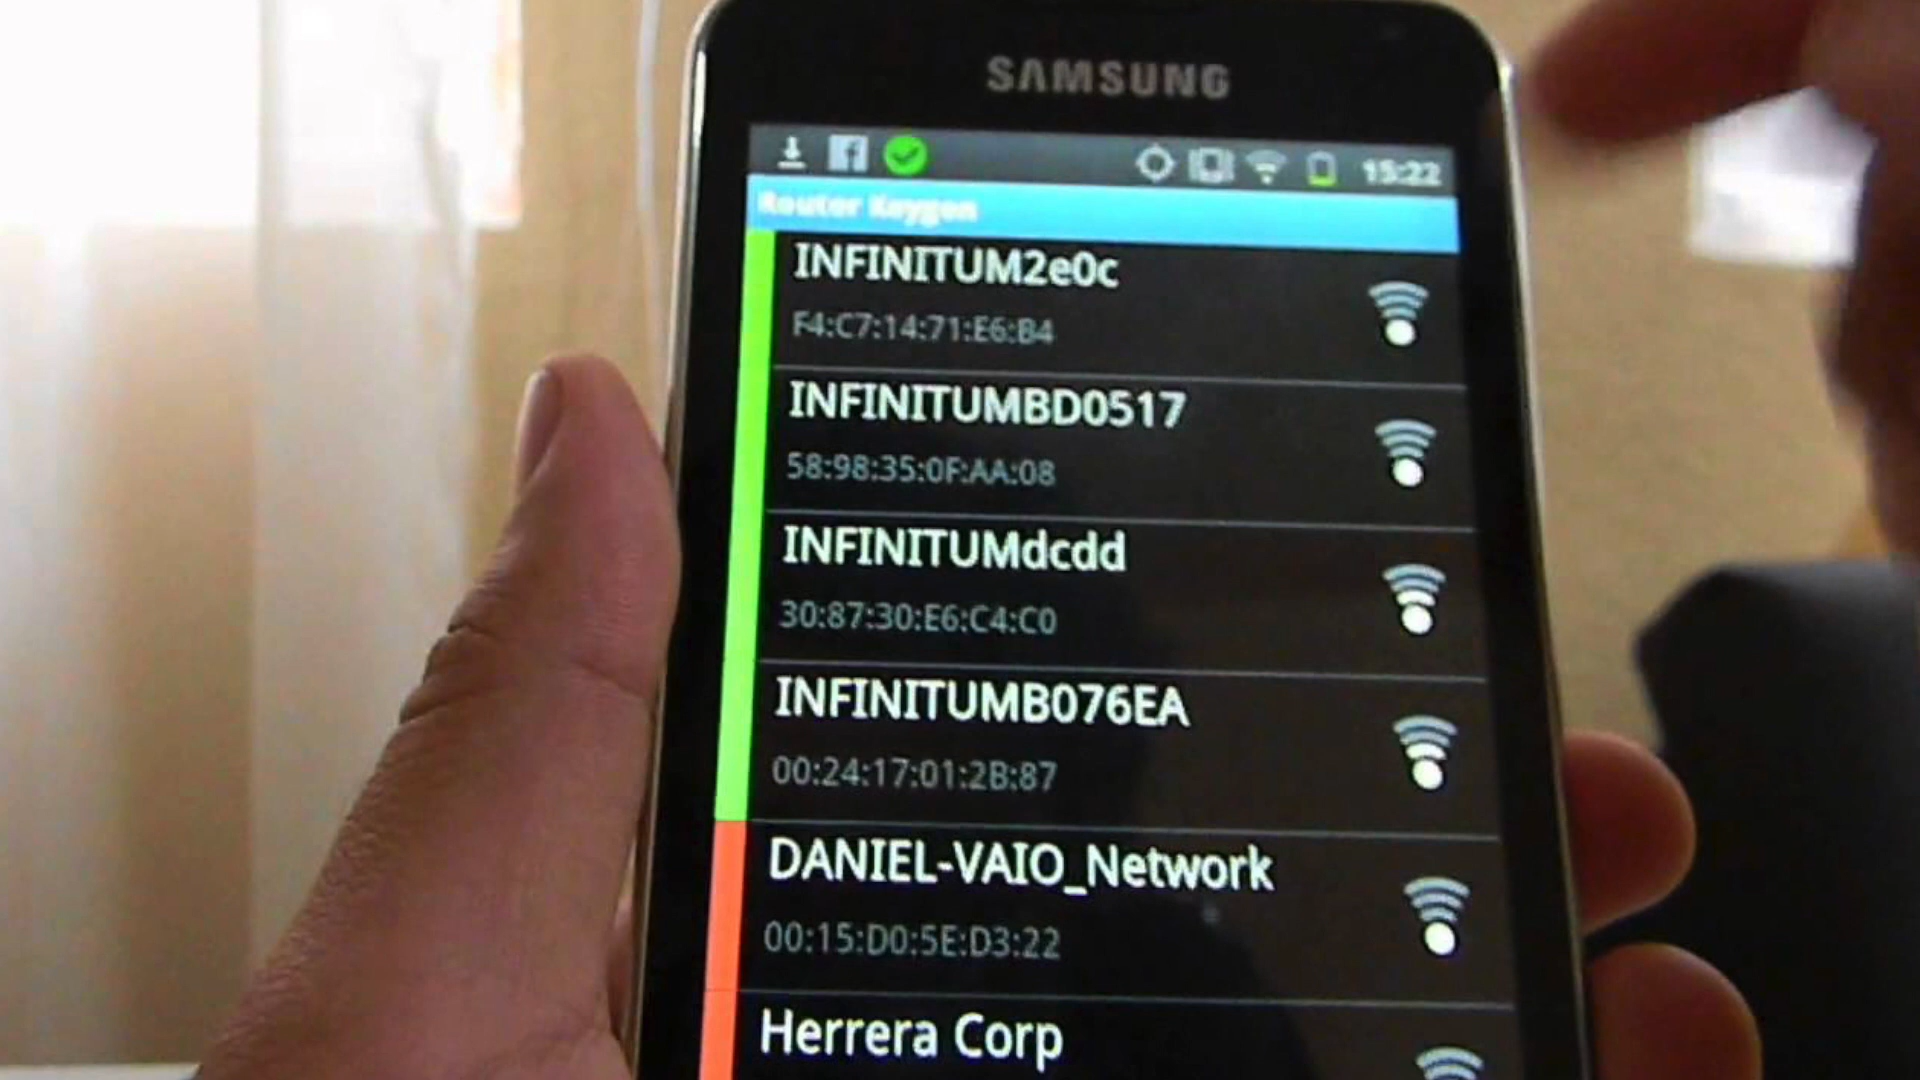 SAMSUNG
15:22
Router Keygen
INFINITUM2e0c
F4:C7:14:71:E6:B4
INFINITUMBD0517
58:98:35:0F:AA:08
INFINITUMdcdd
30:87:30:E6:C4:C0
INFINITUMB076EA
00:24:17:01:2B:87
DANIEL-VAIO_Network
00:15:D0:5E:D3:22
Herrera Corp